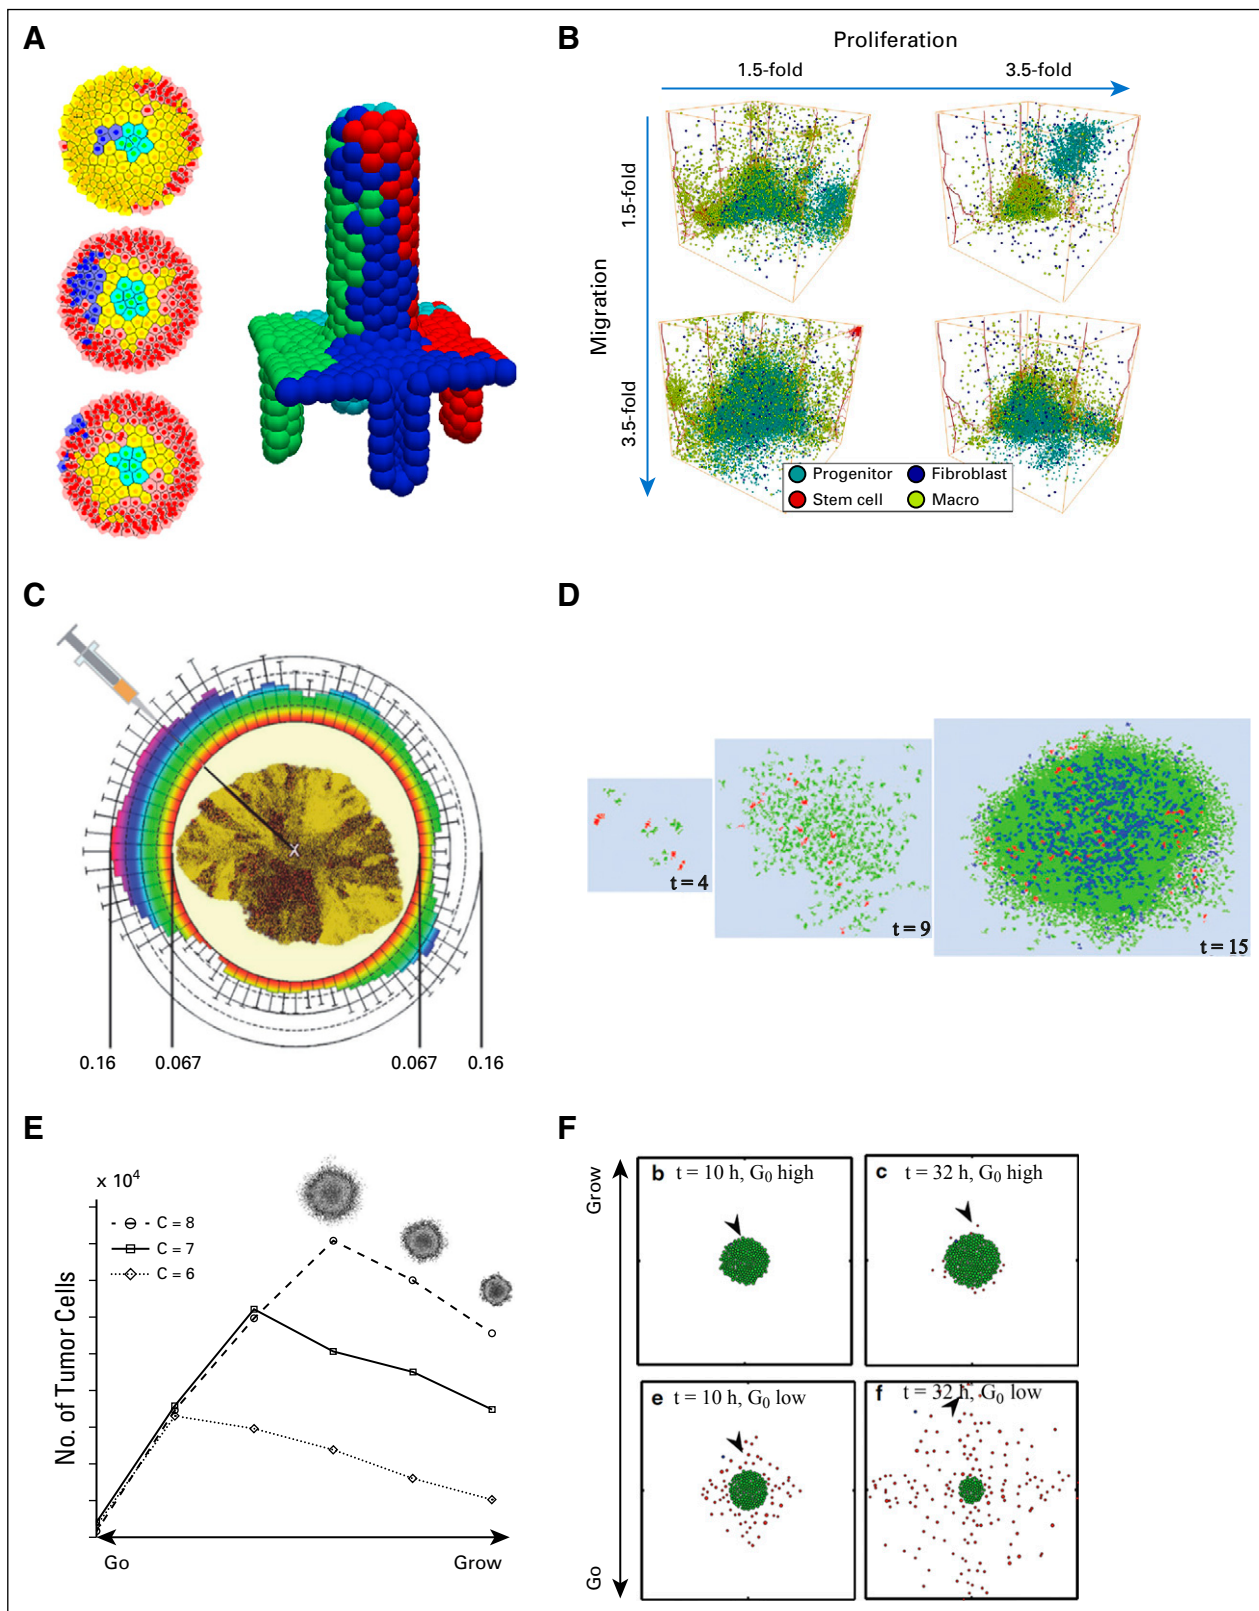 A
B
Proliferation
1.5-fold
3.5-fold
Migration
1.5-fold
3.5-fold
Progenitor
Fibroblast
Stem cell
Macro
C
X
0.16
0.067
0.067
0.16
D
t = 4
t = 9
t = 15
E
x 10⁴
C = 8
C = 7
C = 6
No. of Tumor Cells
Go
Grow
F
Grow
Go
b t = 10 h, G₀ high
c t = 32 h, G₀ high
e t = 10 h, G₀ low
f t = 32 h, G₀ low